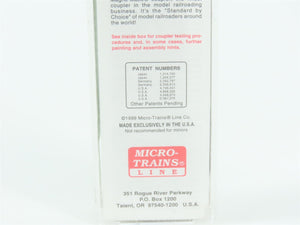 coupler in the model railroading
business. It's the "Standard by
Choice" of model railroaders around
the world!
See inside box for coupler testing pro-
cedures and, in some cases, further
painting and assembly hints.
PATENT NUMBERS
Germany
Germany
U.S.A.
U.S.A.
U.S.A.
U.S.A.
U.S.A.
Other Patents Pending
Micro-Trains® Line Co.
MADE EXCLUSIVELY IN THE U.S.A.
Not recommended for minors
MICRO-
TRAINS
LINE
351 Rogue River Parkway
P.O. Box 1200
Talent, OR 97540-1200 U.S.A.